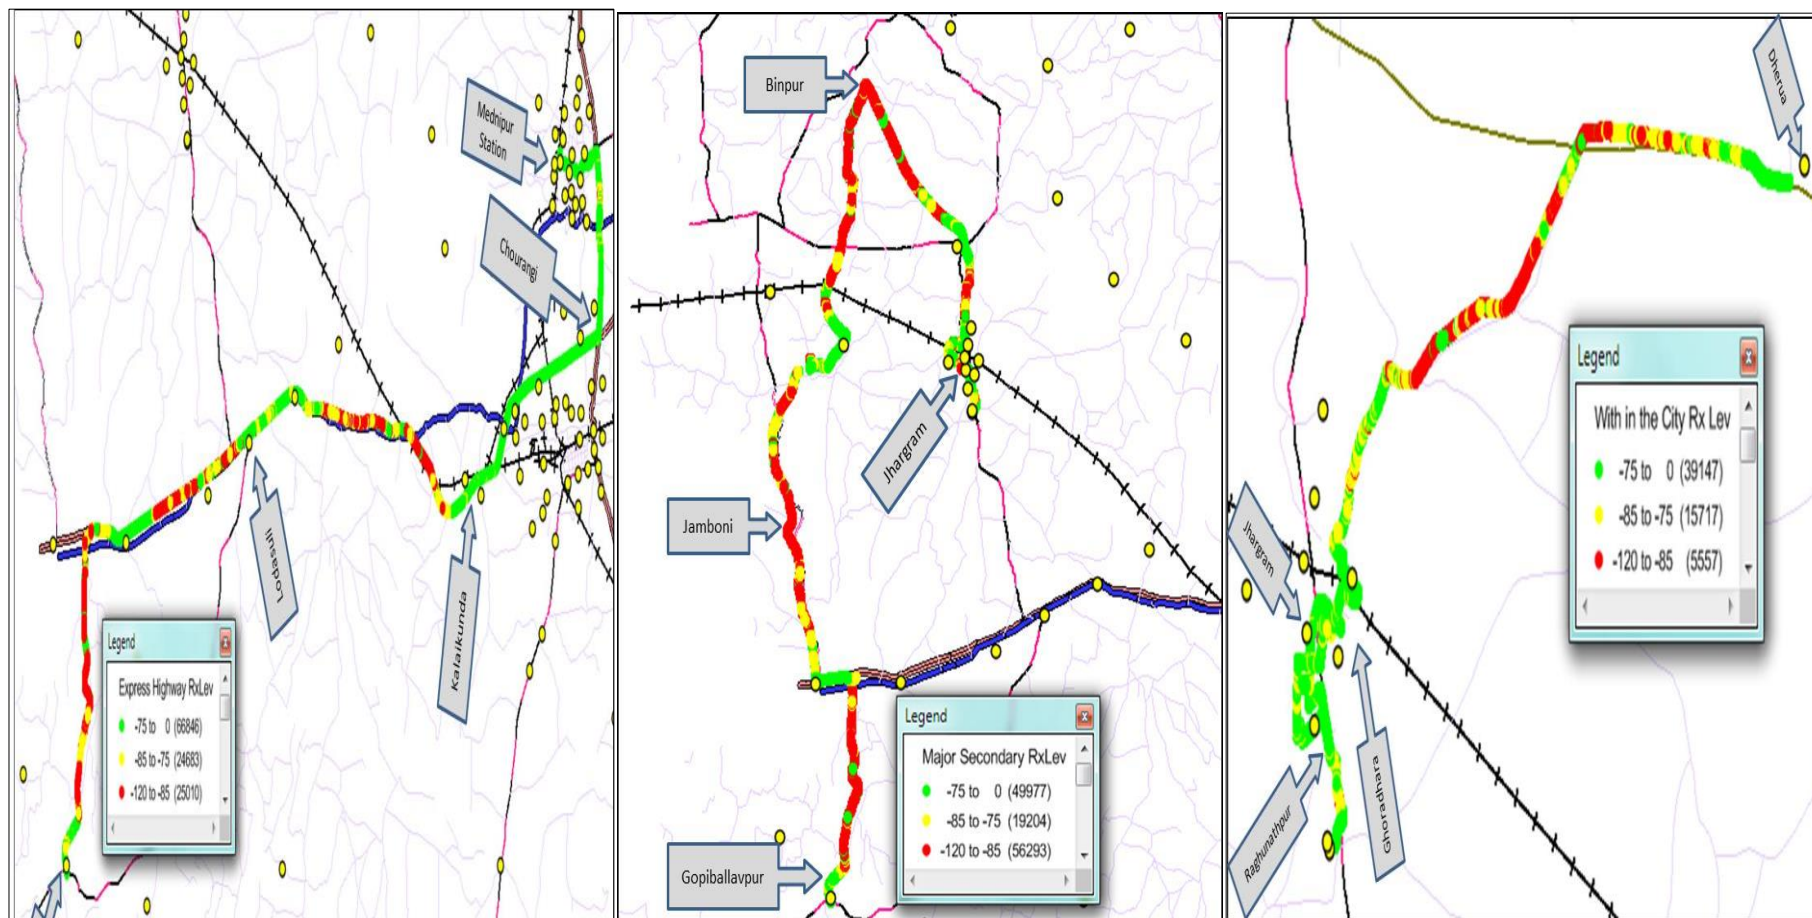 Mednipur
Station
Chourangi
Lodasuli
Kalaikunda
Legend
Express Highway RxLev
-75 to 0 (66846)
-85 to -75 (24683)
-120 to -85 (25010)
Binpur
Jhargram
Jamboni
Gopiballavpur
Legend
Major Secondary RxLev
-75 to 0 (49977)
-85 to -75 (19204)
-120 to -85 (56293)
Dherua
Legend
With in the City Rx Lev
-75 to 0 (39147)
-85 to -75 (15717)
-120 to -85 (5557)
Jhargram
Raghunathpur
Ghoradhara